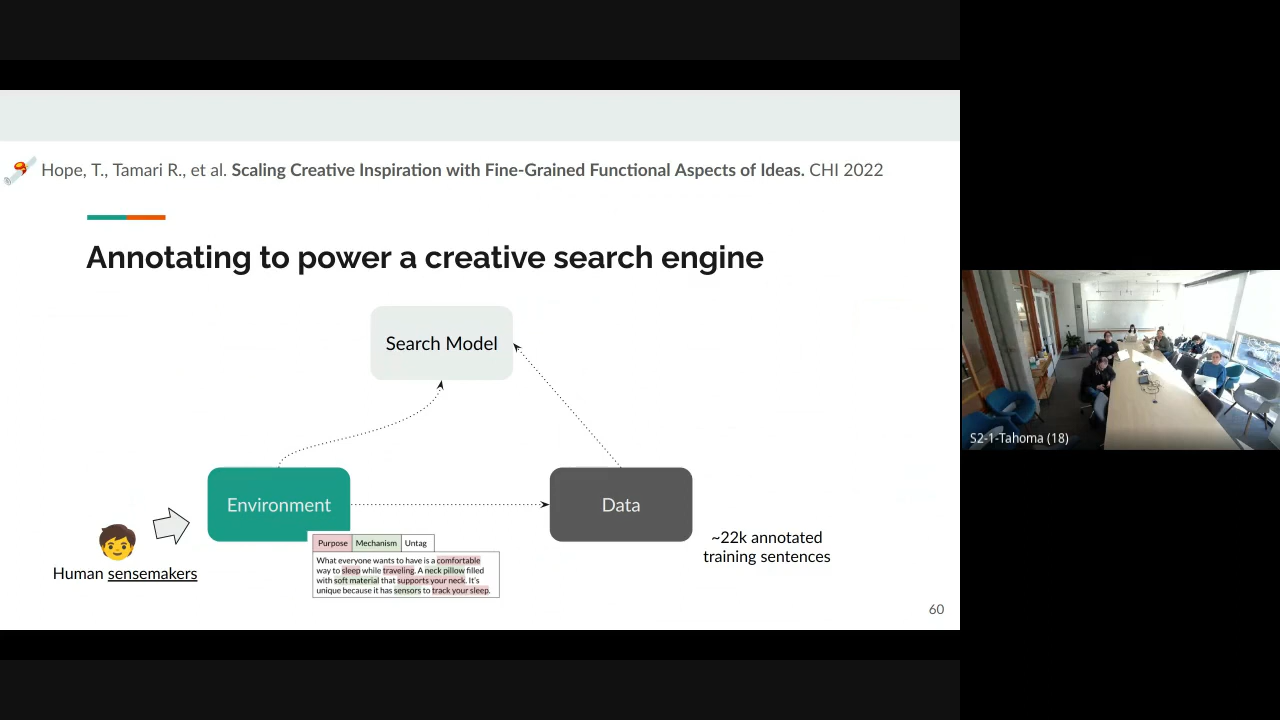 Hope, T., Tamari R., et al. Scaling Creative Inspiration with Fine-Grained Functional Aspects of Ideas. CHI 2022
Annotating to power a creative search engine
Search Model
Environment
Data
Human sensemakers
Purpose Mechanism Untag
What everyone wants to have is a comfortable
way to sleep while traveling. A neck pillow filled
with soft material that supports your neck. It's
unique because it has sensors to track your sleep.
~22k annotated
training sentences
60
S2-1-Tahoma (18)